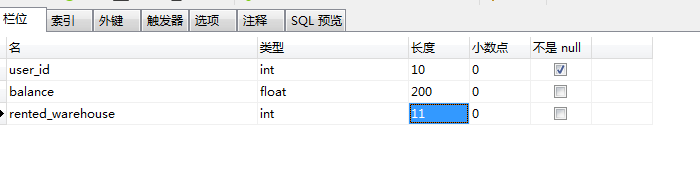 栏位 索引 外键 触发器 选项 注释 SQL 预览
名 类型 长度 小数点 不是 null
user_id int 10 0
balance float 200 0
rented_warehouse int 11 0